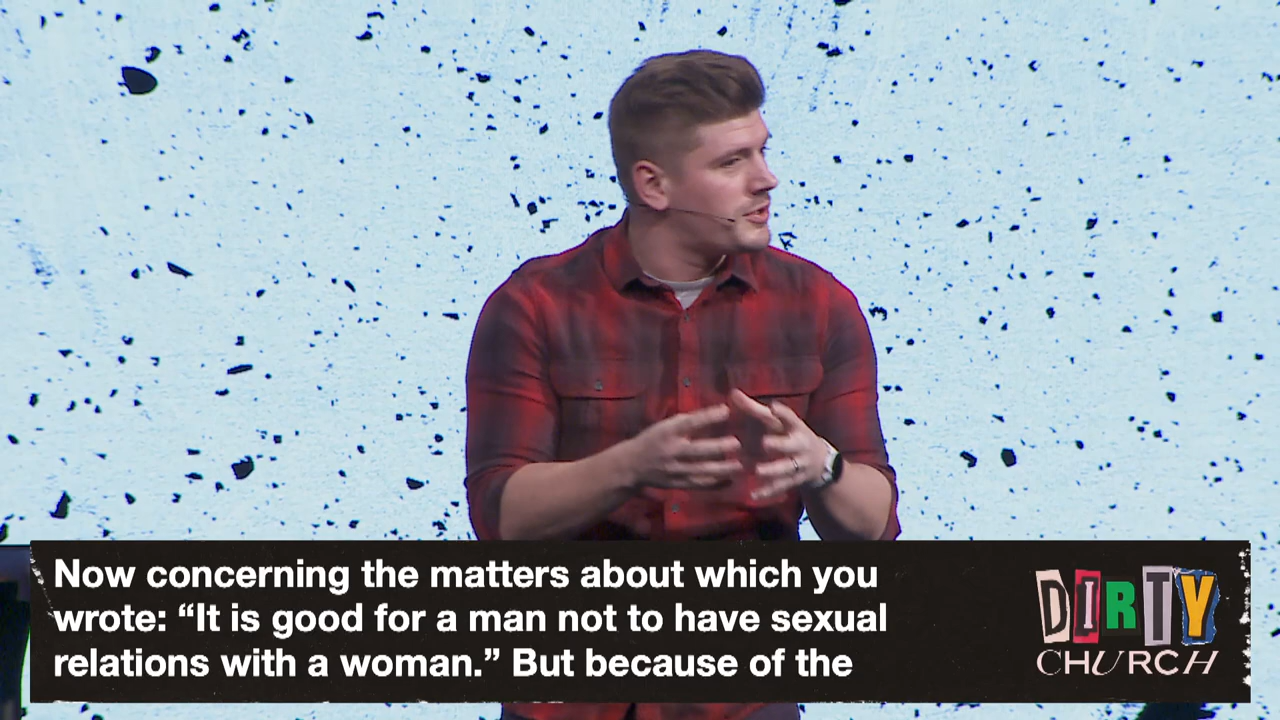 Now concerning the matters about which you
wrote: “It is good for a man not to have sexual
relations with a woman.” But because of the
DIRTY
CHURCH